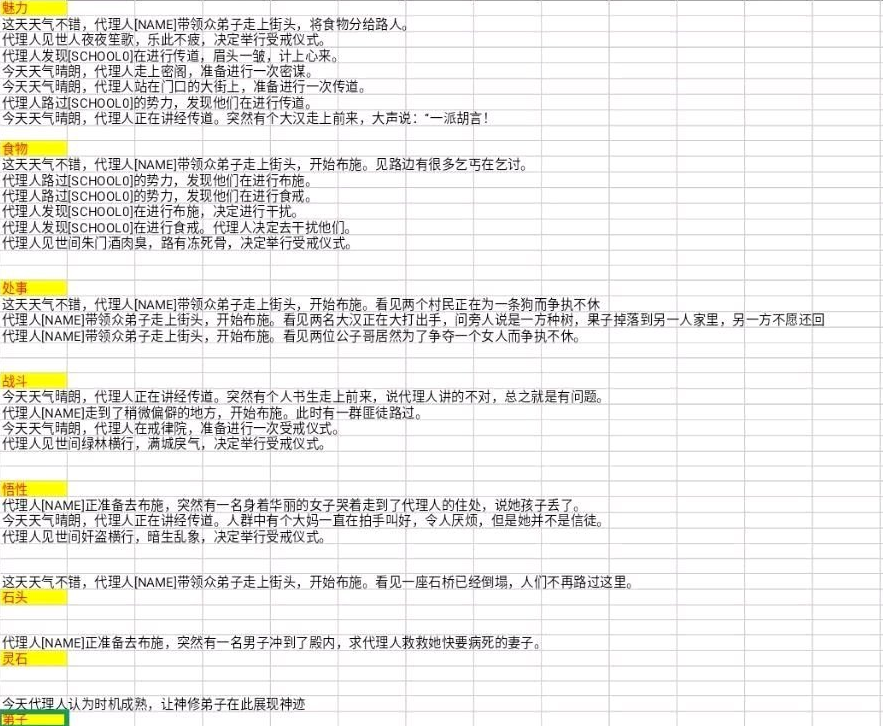 魅力
这天天气不错，代理人[NAME]带领众弟子走上街头，将食物分给路人。
代理人见世人夜夜笙歌，乐此不疲，决定举行受戒仪式。
代理人发现[SCHOOL0]在进行传道，眉头一皱，计上心来。
今天天气晴朗，代理人走上密阁，准备进行一次密谋。
今天天气晴朗，代理人站在门口的大街上，准备进行一次传道。
代理人路过[SCHOOL0]的势力，发现他们在进行传道。
今天天气晴朗，代理人正在讲经传道。突然有个大汉走上前来，大声说："一派胡言！
食物
这天天气不错，代理人[NAME]带领众弟子走上街头，开始布施。见路边有很多乞丐在乞讨。
代理人路过[SCHOOL0]的势力，发现他们在进行布施。
代理人路过[SCHOOL0]的势力，发现他们在进行食戒。
代理人发现[SCHOOL0]在进行布施，决定进行干扰。
代理人发现[SCHOOL0]在进行食戒。代理人决定去干扰他们。
代理人见世间朱门酒肉臭，路有冻死骨，决定举行受戒仪式。
处事
这天天气不错，代理人[NAME]带领众弟子走上街头，开始布施。看见两个村民正在为一条狗而争执不休
代理人[NAME]带领众弟子走上街头，开始布施。看见两名大汉正在大打出手，问旁人说是一方种树，果子掉落到另一人家里，另一方不愿还回
代理人[NAME]带领众弟子走上街头，开始布施。看见两位公子哥居然为了争夺一个女人而争执不休。
战斗
今天天气晴朗，代理人正在讲经传道。突然有个人书生走上前来，说代理人讲的不对，总之就是有问题。
代理人[NAME]走到了稍微偏僻的地方，开始布施。此时有一群匪徒路过。
今天天气晴朗，代理人在戒律院，准备进行一次受戒仪式。
代理人见世间绿林横行，满城戾气，决定举行受戒仪式。
悟性
代理人[NAME]正准备去布施，突然有一名身着华丽的女子哭着走到了代理人的住处，说她孩子丢了。
今天天气晴朗，代理人正在讲经传道。人群中有个大妈一直在拍手叫好，令人厌烦，但是她并不是信徒。
代理人见世间奸盗横行，暗生乱象，决定举行受戒仪式。
这天天气不错，代理人[NAME]带领众弟子走上街头，开始布施。看见一座石桥已经倒塌，人们不再路过这里。
石头
代理人[NAME]正准备去布施，突然有一名男子冲到了殿内，求代理人救救她快要病死的妻子。
灵石
今天代理人认为时机成熟，让神修弟子在此展现神迹
弟子